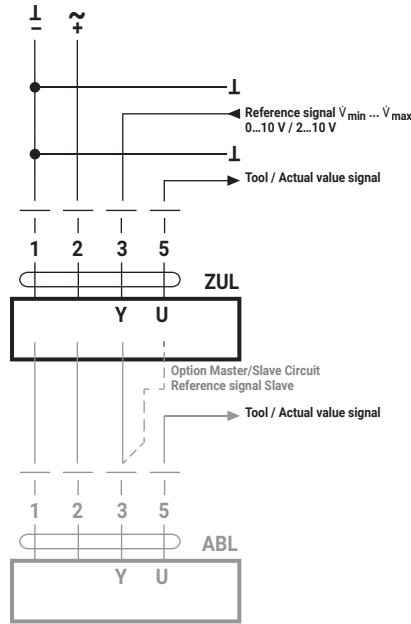 ⊥ ~
– +
⊥
Reference signal V̇min ... V̇max
0...10 V / 2...10 V
⊥
Tool / Actual value signal
1 2 3 5
ZUL
Y U
Option Master/Slave Circuit
Reference signal Slave
Tool / Actual value signal
1 2 3 5
ABL
Y U